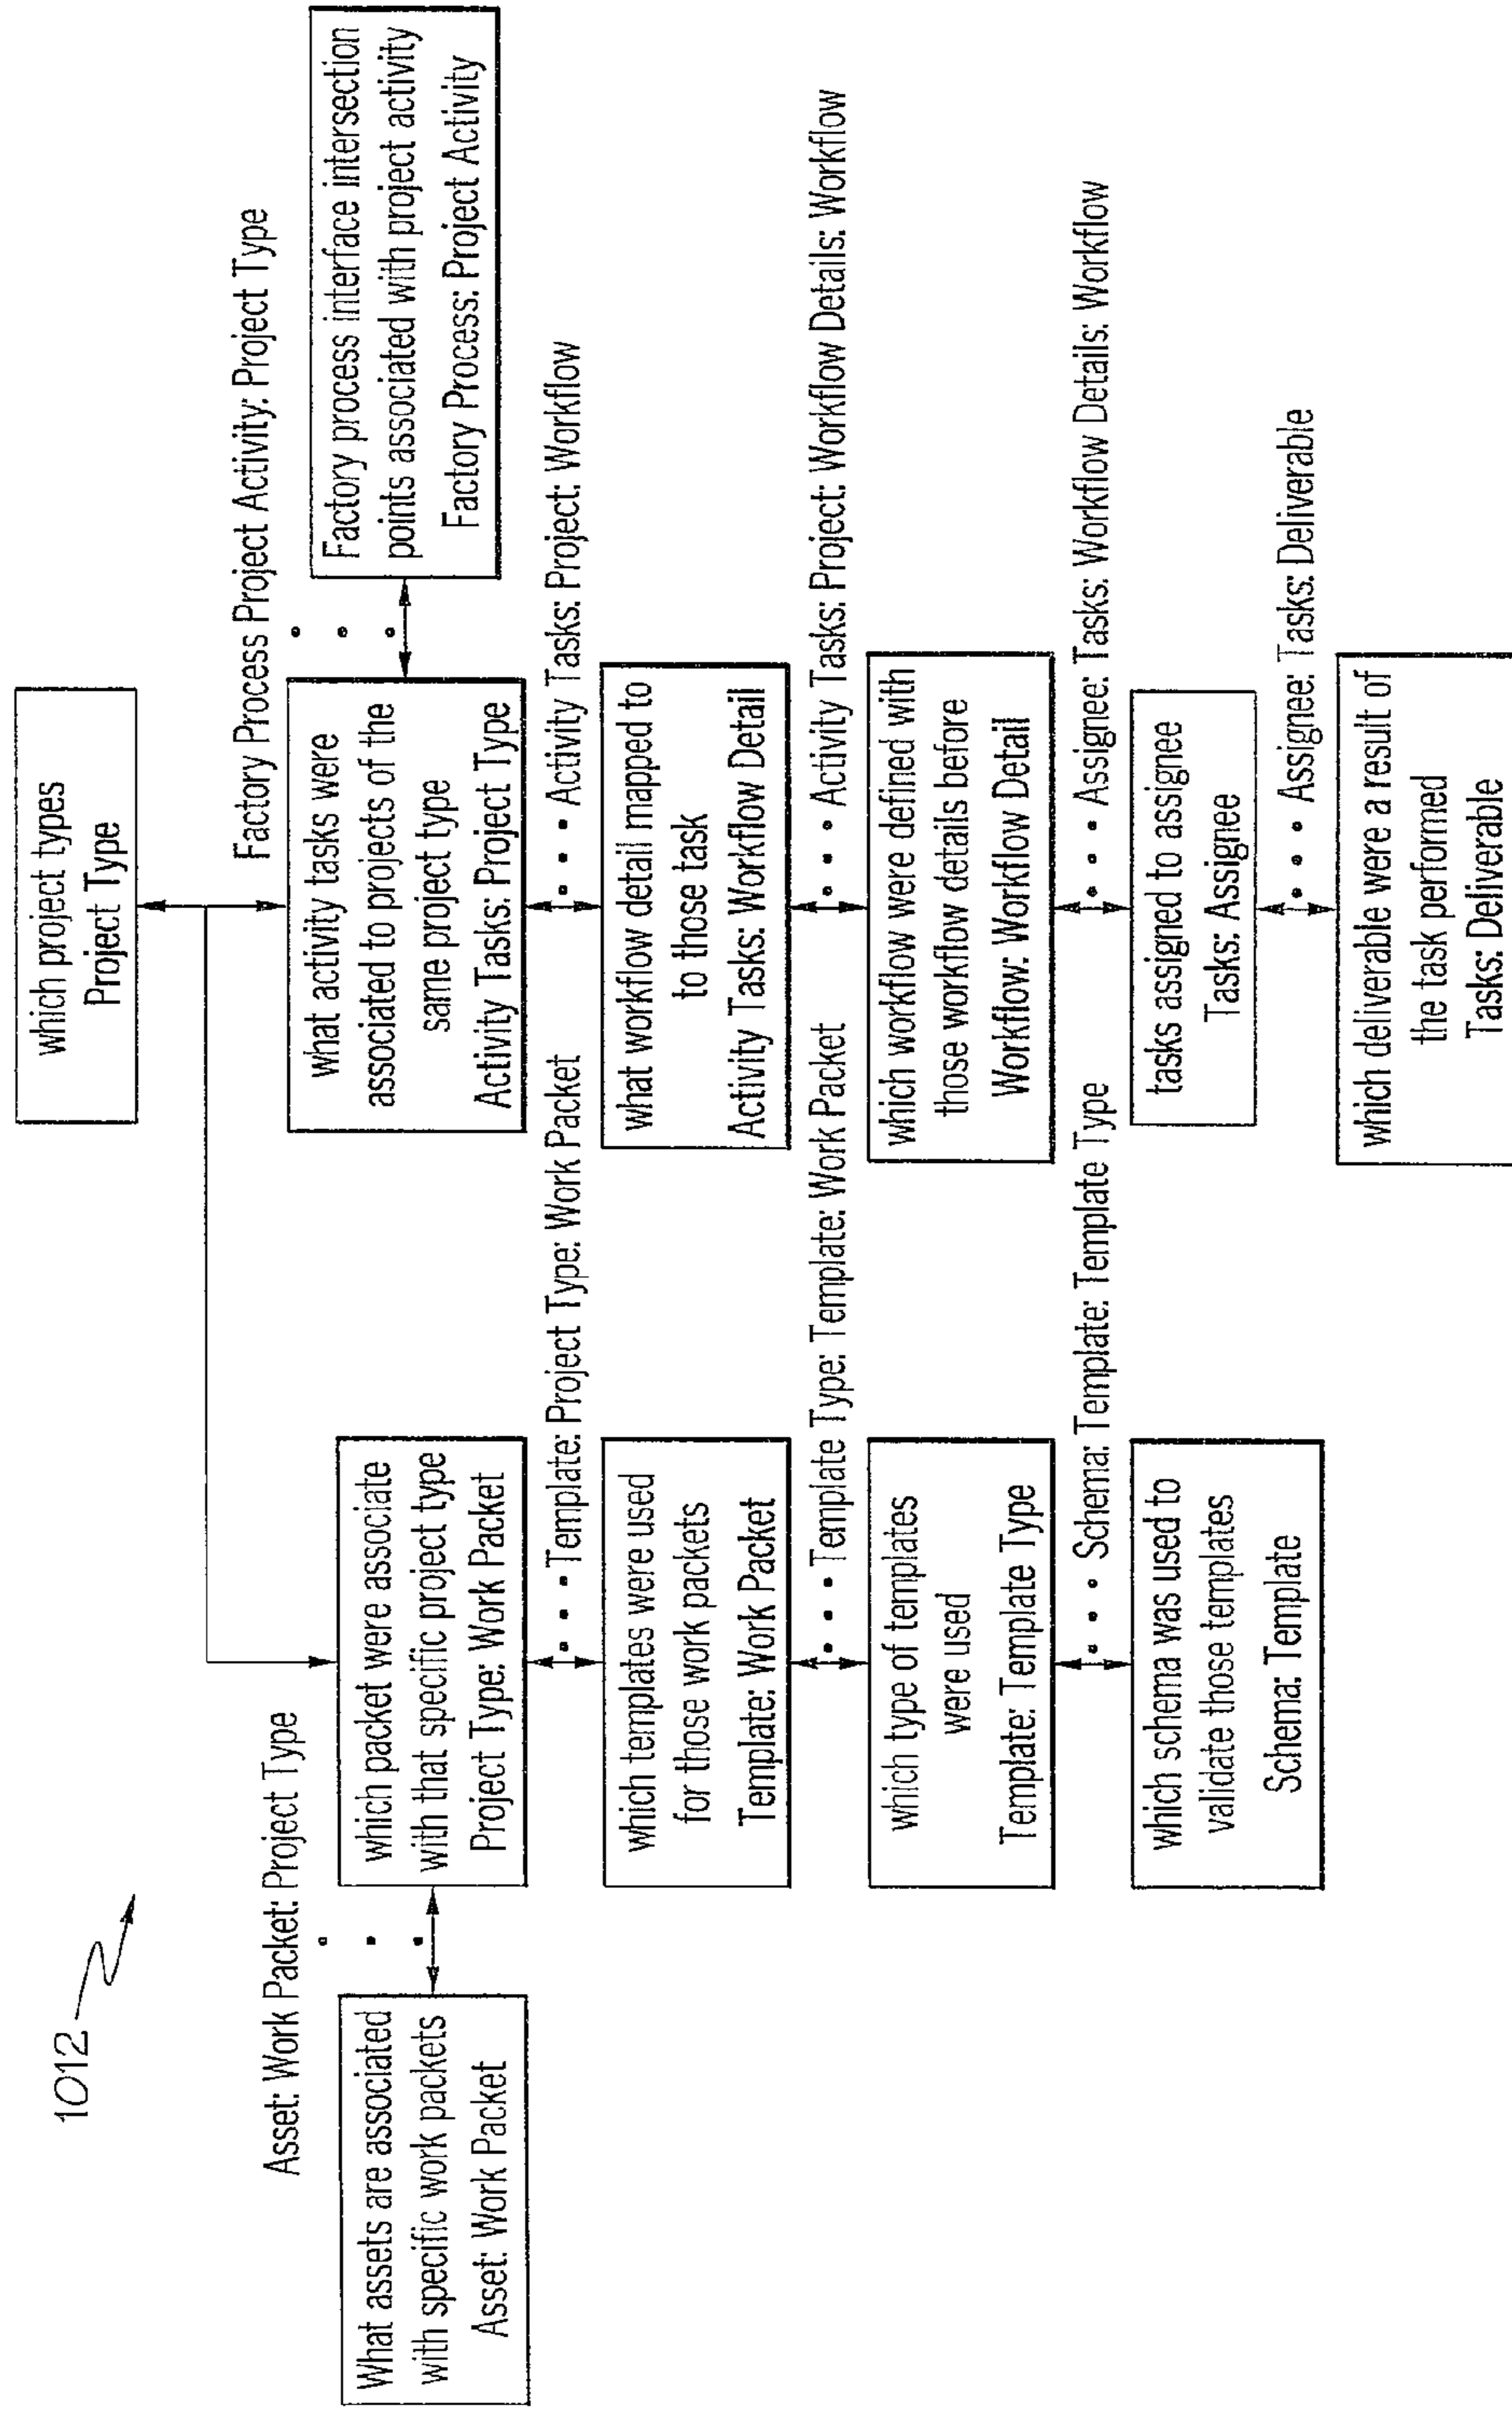 1012
which project types
Project Type
Asset: Work Packet: Project Type
Factory Process Project Activity: Project Type
What assets are associated
with specific work packets
Asset: Work Packet
which packet were associate
with that specific project type
Project Type: Work Packet
what activity tasks were
associated to projects of the
same project type
Activity Tasks: Project Type
Factory process interface intersection
points associated with project activity
Factory Process: Project Activity
Template: Project Type: Work Packet
Activity Tasks: Project: Workflow
which templates were used
for those work packets
Template: Work Packet
what workflow detail mapped to
to those task
Activity Tasks: Workflow Detail
Template Type: Template: Work Packet
Activity Tasks: Project: Workflow Details: Workflow
which type of templates
were used
Template: Template Type
which workflow were defined with
those workflow details before
Workflow: Workflow Detail
Schema: Template: Template Type
Assignee: Tasks: Workflow Details: Workflow
which schema was used to
validate those templates
Schema: Template
tasks assigned to assignee
Tasks: Assignee
Assignee: Tasks: Deliverable
which deliverable were a result of
the task performed
Tasks: Deliverable